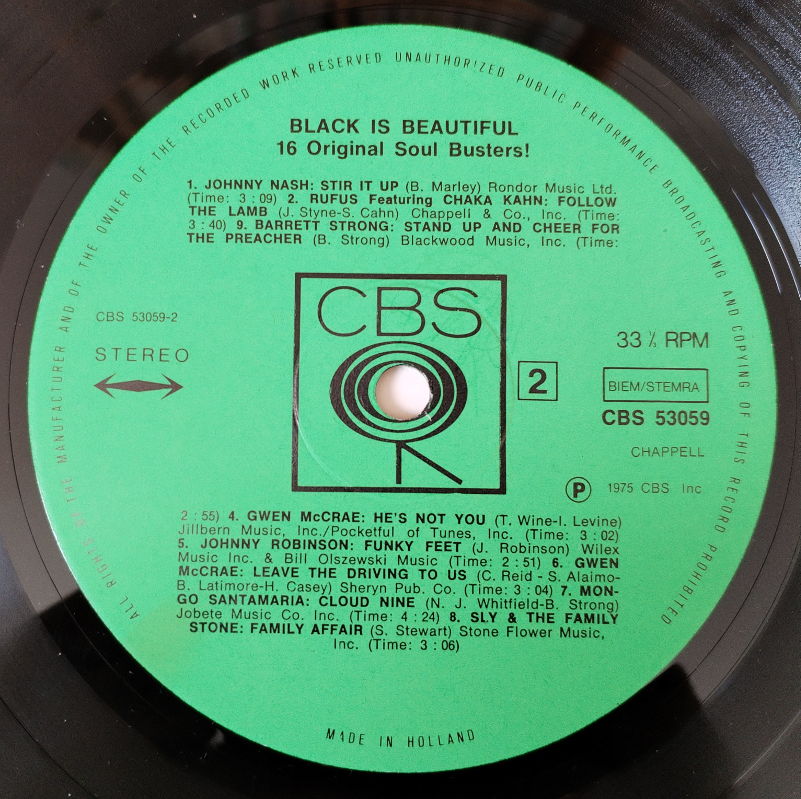 ALL RIGHTS OF THE MANUFACTURER AND OF THE OWNER OF THE RECORDED WORK RESERVED UNAUTHORIZED PUBLIC PERFORMANCE BROADCASTING AND COPYING OF THIS RECORD PROHIBITED
BLACK IS BEAUTIFUL
16 Original Soul Busters!
1. JOHNNY NASH: STIR IT UP (B. Marley) Rondor Music Ltd.
(Time: 3 : 09) 2. RUFUS Featuring CHAKA KAHN: FOLLOW
THE LAMB (J. Styne-S. Cahn) Chappell & Co., Inc. (Time:
3 : 40) 9. BARRETT STRONG: STAND UP AND CHEER FOR
THE PREACHER (B. Strong) Blackwood Music, Inc. (Time:
CBS
CBS 53059-2
STEREO
2
33 ⅓ RPM
BIEM/STEMRA
CBS 53059
CHAPPELL
Ⓟ 1975 CBS Inc
2 : 55) 4. GWEN McCRAE: HE'S NOT YOU (T. Wine-I. Levine)
Jillbern Music, Inc./Pocketful of Tunes, Inc. (Time: 3 : 02)
5. JOHNNY ROBINSON: FUNKY FEET (J. Robinson) Wilex
Music Inc. & Bill Olszewski Music (Time: 2 : 51) 6. GWEN
McCRAE: LEAVE THE DRIVING TO US (C. Reid - S. Alaimo-
B. Latimore-H. Casey) Sheryn Pub. Co. (Time: 3 : 04) 7. MON-
GO SANTAMARIA: CLOUD NINE (N. J. Whitfield-B. Strong)
Jobete Music Co. Inc. (Time: 4 : 24) 8. SLY & THE FAMILY
STONE: FAMILY AFFAIR (S. Stewart) Stone Flower Music,
Inc. (Time: 3 : 06)
MADE IN HOLLAND